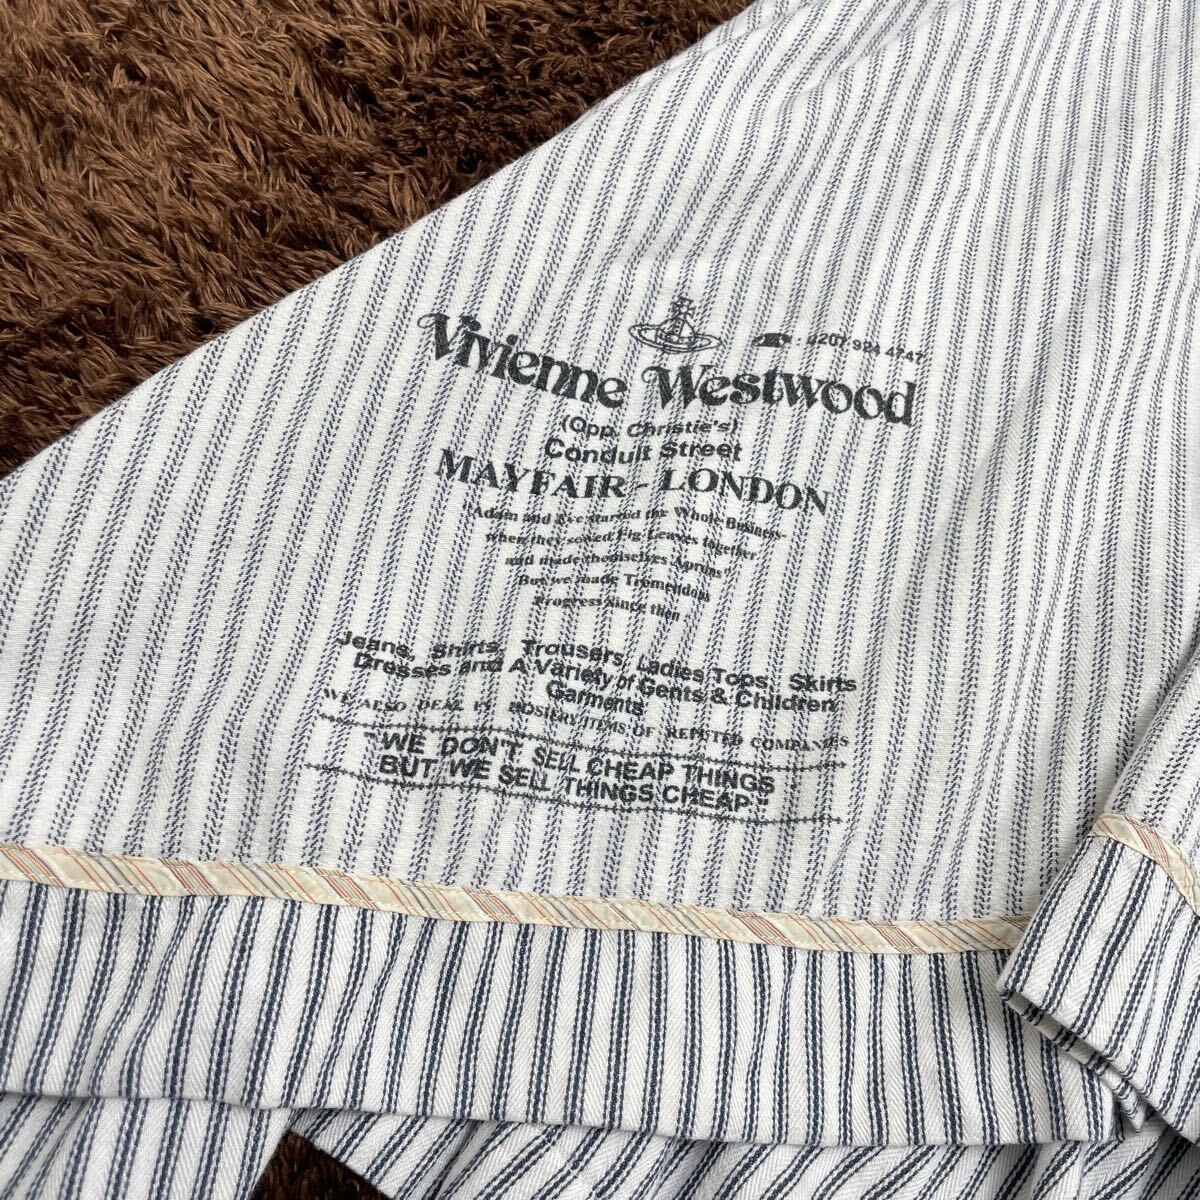 ☎ : 0207 924 4747
Vivienne Westwood
(Opp. Christie's)
Conduit Street
MAYFAIR - LONDON
"Adam and Eve started the Whole Business
when they sewed Fig Leaves together
and made themselves Aprons"
But we made Tremendous
Progress since then
Jeans, Shirts, Trousers, Ladies Tops, Skirts
Dresses and A Variety of Gents & Children
Garments
WE ALSO DEAL IN HOSIERY ITEMS OF REPUTED COMPANIES
"WE DON'T SELL CHEAP THINGS
BUT WE SELL THINGS CHEAP"